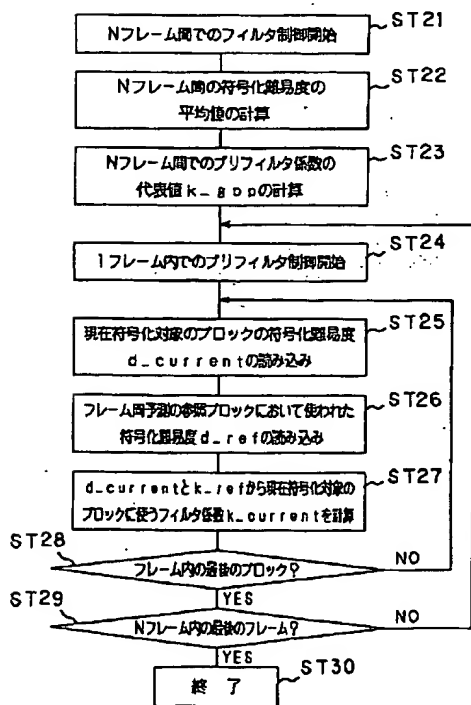 ST21
Nフレーム間でのフィルタ制御開始
ST22
Nフレーム間の符号化難易度の
平均値の計算
ST23
Nフレーム間でのプリフィルタ係数の
代表値k_gopの計算
ST24
1フレーム内でのプリフィルタ制御開始
ST25
現在符号化対象のブロックの符号化難易度
d_currentの読み込み
ST26
フレーム間予測の参照ブロックにおいて使われた
符号化難易度d_refの読み込み
ST27
d_currentとk_refから現在符号化対象の
ブロックに使うフィルタ係数k_currentを計算
ST28
フレーム内の最後のブロック?
NO
YES
ST29
Nフレーム内の最後のフレーム?
NO
YES
ST30
終了